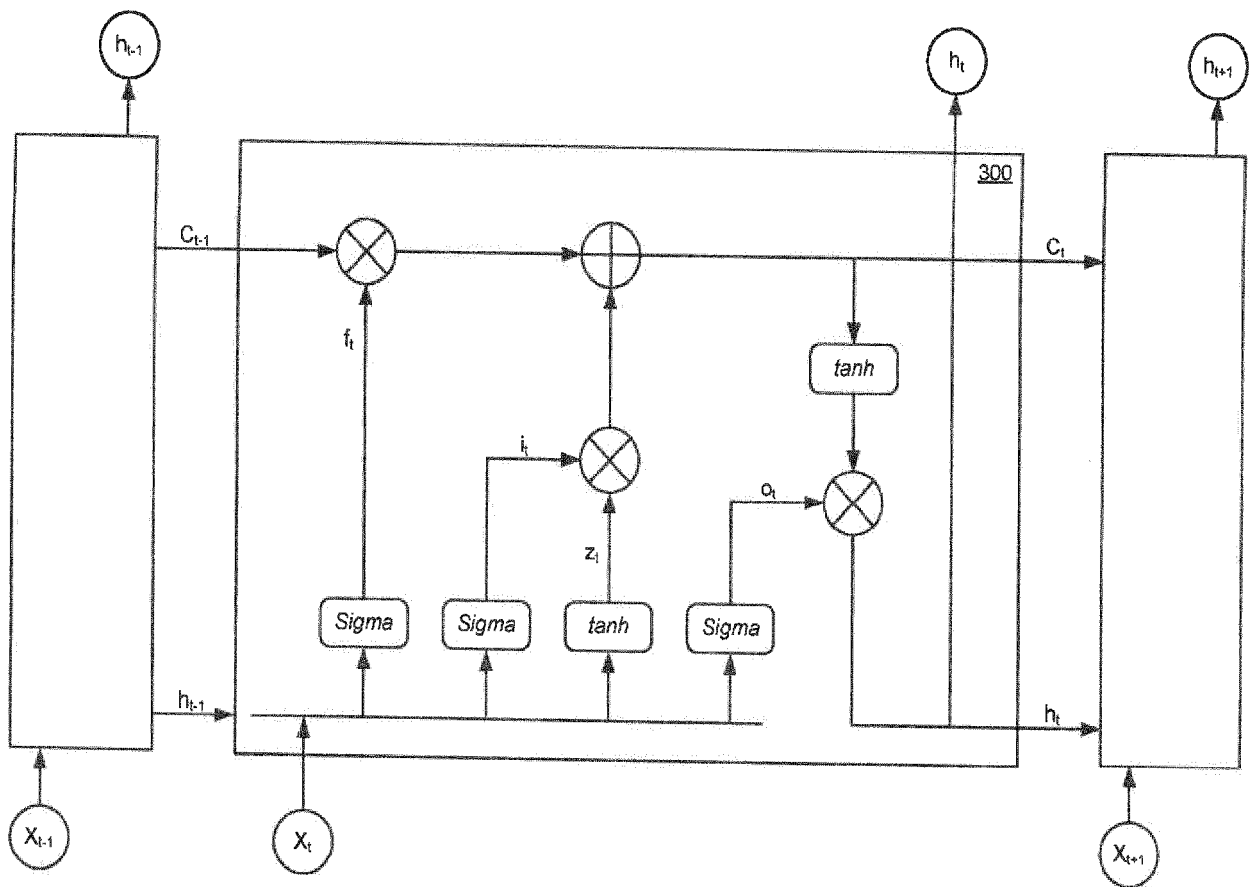 h_{t-1}
h_t
h_{t+1}
300
C_{t-1}
C_t
f_t
tanh
i_t
o_t
z_t
Sigma
Sigma
tanh
Sigma
h_{t-1}
h_t
X_{t-1}
X_t
X_{t+1}